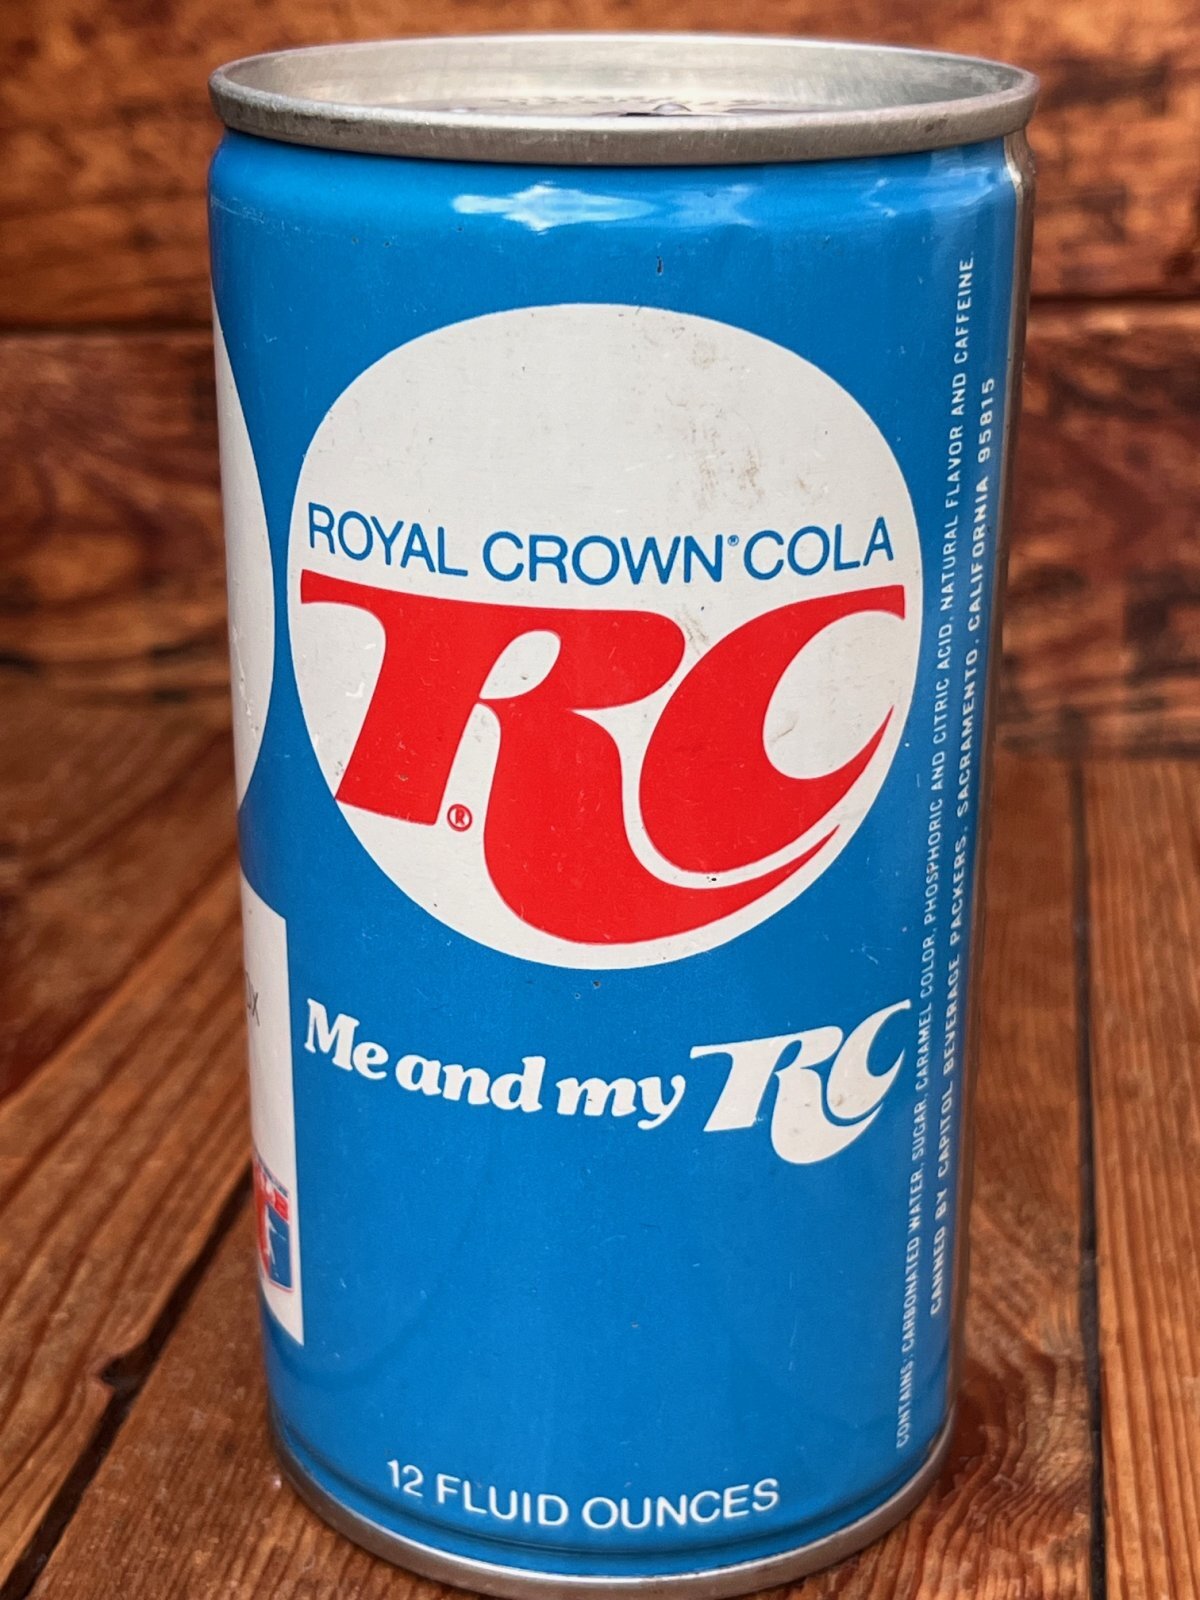 ROYAL CROWN® COLA
RC®
Me and my RC
12 FLUID OUNCES
CONTAINS: CARBONATED WATER, SUGAR, CARAMEL COLOR, PHOSPHORIC AND CITRIC ACID, NATURAL FLAVOR AND CAFFEINE.
CANNED BY CAPITOL BEVERAGE PACKERS, SACRAMENTO, CALIFORNIA 95815